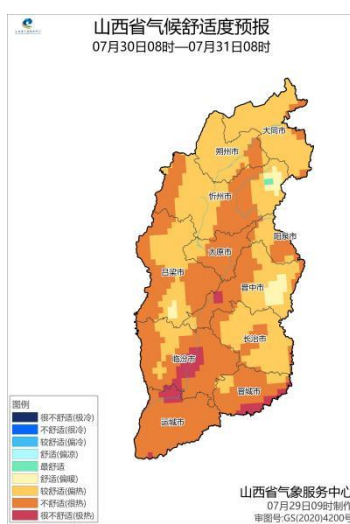 山西省气候舒适度预报
07月30日08时—07月31日08时
大同市
朔州市
忻州市
阳泉市
太原市
吕梁市
晋中市
长治市
临汾市
晋城市
运城市
图例
很不舒适(极冷)
不舒适(很冷)
较舒适(偏冷)
舒适(偏凉)
最舒适
舒适(偏暖)
较舒适(偏热)
不舒适(很热)
很不舒适(极热)
山西省气象服务中心
07月29日09时制作
审图号:GS(2020)4200号